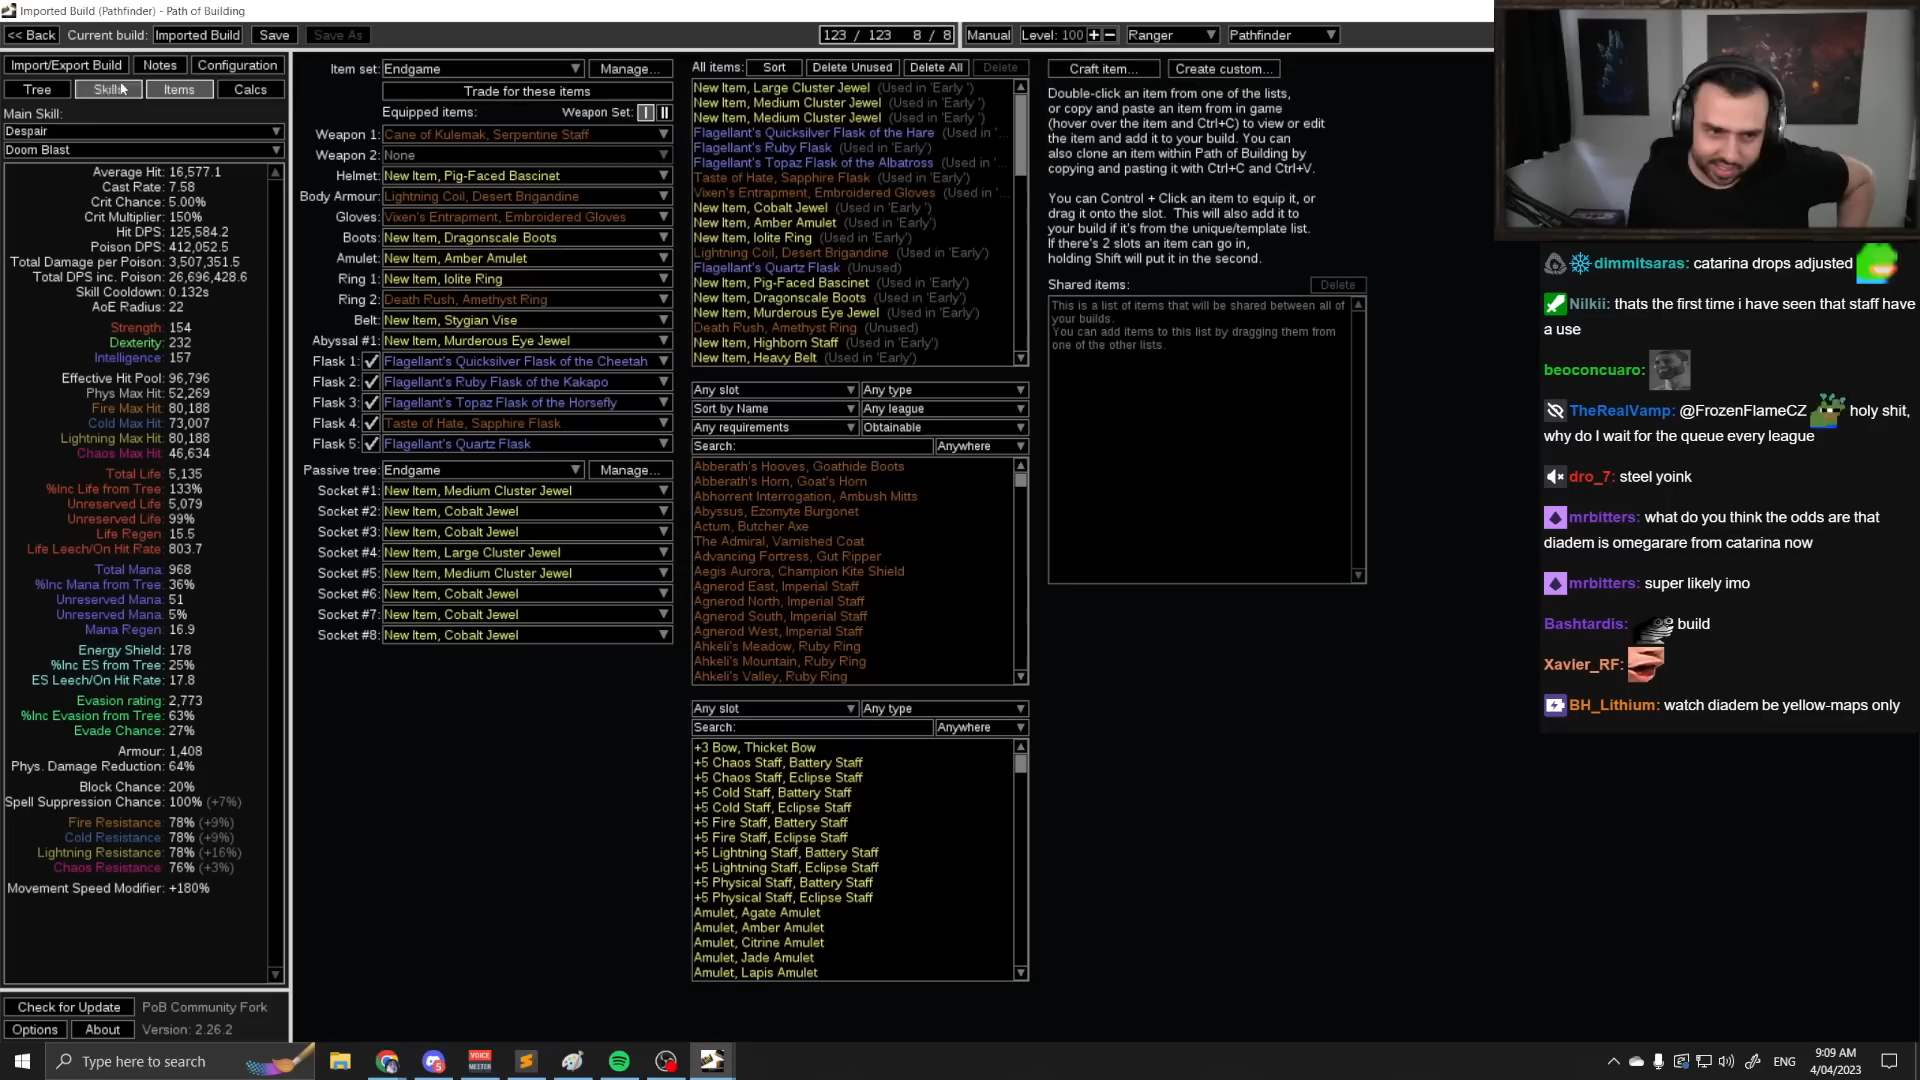 Imported Build (Pathfinder) - Path of Building
<< Back
Current build: Imported Build
Save
Save As
123 / 123 8 / 8
Manual
Level: 100
Ranger
Pathfinder
Import/Export Build
Notes
Configuration
Tree
Skills
Items
Calcs
Main Skill:
Despair
Doom Blast
Average Hit: 16,577.1
Cast Rate: 7.58
Crit Chance: 5.00%
Crit Multiplier: 150%
Hit DPS: 125,584.2
Poison DPS: 412,052.5
Total Damage per Poison: 3,507,351.5
Total DPS inc. Poison: 26,696,428.6
Skill Cooldown: 0.132s
AoE Radius: 22
Strength: 154
Dexterity: 232
Intelligence: 157
Effective Hit Pool: 96,796
Phys Max Hit: 52,269
Fire Max Hit: 80,188
Cold Max Hit: 73,007
Lightning Max Hit: 80,188
Chaos Max Hit: 46,634
Total Life: 5,135
%Inc Life from Tree: 133%
Unreserved Life: 5,079
Unreserved Life: 99%
Life Regen: 15.5
Life Leech/On Hit Rate: 803.7
Total Mana: 968
%Inc Mana from Tree: 36%
Unreserved Mana: 51
Unreserved Mana: 5%
Mana Regen: 16.9
Energy Shield: 178
%Inc ES from Tree: 25%
ES Leech/On Hit Rate: 17.8
Evasion rating: 2,773
%Inc Evasion from Tree: 63%
Evade Chance: 27%
Armour: 1,408
Phys. Damage Reduction: 64%
Block Chance: 20%
Spell Suppression Chance: 100% (+7%)
Fire Resistance: 78% (+9%)
Cold Resistance: 78% (+9%)
Lightning Resistance: 78% (+16%)
Chaos Resistance: 76% (+3%)
Movement Speed Modifier: +180%
Check for Update
PoB Community Fork
Options
About
Version: 2.26.2
Item set: Endgame
Manage...
Trade for these items
Equipped items:
Weapon Set: I II
Weapon 1: Cane of Kulemak, Serpentine Staff
Weapon 2: None
Helmet: New Item, Pig-Faced Bascinet
Body Armour: Lightning Coil, Desert Brigandine
Gloves: Vixen's Entrapment, Embroidered Gloves
Boots: New Item, Dragonscale Boots
Amulet: New Item, Amber Amulet
Ring 1: New Item, Iolite Ring
Ring 2: Death Rush, Amethyst Ring
Belt: New Item, Stygian Vise
Abyssal #1: New Item, Murderous Eye Jewel
Flask 1: Flagellant's Quicksilver Flask of the Cheetah
Flask 2: Flagellant's Ruby Flask of the Kakapo
Flask 3: Flagellant's Topaz Flask of the Horsefly
Flask 4: Taste of Hate, Sapphire Flask
Flask 5: Flagellant's Quartz Flask
Passive tree: Endgame
Manage...
Socket #1: New Item, Medium Cluster Jewel
Socket #2: New Item, Cobalt Jewel
Socket #3: New Item, Cobalt Jewel
Socket #4: New Item, Large Cluster Jewel
Socket #5: New Item, Medium Cluster Jewel
Socket #6: New Item, Cobalt Jewel
Socket #7: New Item, Cobalt Jewel
Socket #8: New Item, Cobalt Jewel
All items:
Sort
Delete Unused
Delete All
Delete
New Item, Large Cluster Jewel (Used in 'Early ')
New Item, Medium Cluster Jewel (Used in 'Early ')
New Item, Medium Cluster Jewel (Used in 'Early ')
Flagellant's Quicksilver Flask of the Hare (Used in '...
Flagellant's Ruby Flask (Used in 'Early')
Flagellant's Topaz Flask of the Albatross (Used in ...
Taste of Hate, Sapphire Flask (Used in 'Early')
Vixen's Entrapment, Embroidered Gloves (Used in '...
New Item, Cobalt Jewel (Used in 'Early')
New Item, Amber Amulet (Used in 'Early')
New Item, Iolite Ring (Used in 'Early')
Lightning Coil, Desert Brigandine (Used in 'Early')
Flagellant's Quartz Flask (Unused)
New Item, Pig-Faced Bascinet (Used in 'Early')
New Item, Dragonscale Boots (Used in 'Early')
New Item, Murderous Eye Jewel (Used in 'Early')
Death Rush, Amethyst Ring (Unused)
New Item, Highborn Staff (Used in 'Early')
New Item, Heavy Belt (Used in 'Early')
Any slot
Any type
Sort by Name
Any league
Any requirements
Obtainable
Search:
Anywhere
Abberath's Hooves, Goathide Boots
Abberath's Horn, Goat's Horn
Abhorrent Interrogation, Ambush Mitts
Abyssus, Ezomyte Burgonet
Actum, Butcher Axe
The Admiral, Varnished Coat
Advancing Fortress, Gut Ripper
Aegis Aurora, Champion Kite Shield
Agnerod East, Imperial Staff
Agnerod North, Imperial Staff
Agnerod South, Imperial Staff
Agnerod West, Imperial Staff
Ahkeli's Meadow, Ruby Ring
Ahkeli's Mountain, Ruby Ring
Ahkeli's Valley, Ruby Ring
Any slot
Any type
Search:
Anywhere
+3 Bow, Thicket Bow
+5 Chaos Staff, Battery Staff
+5 Chaos Staff, Eclipse Staff
+5 Cold Staff, Battery Staff
+5 Cold Staff, Eclipse Staff
+5 Fire Staff, Battery Staff
+5 Fire Staff, Eclipse Staff
+5 Lightning Staff, Battery Staff
+5 Lightning Staff, Eclipse Staff
+5 Physical Staff, Battery Staff
+5 Physical Staff, Eclipse Staff
Amulet, Agate Amulet
Amulet, Amber Amulet
Amulet, Citrine Amulet
Amulet, Jade Amulet
Amulet, Lapis Amulet
Craft item...
Create custom...
Double-click an item from one of the lists,
or copy and paste an item from in game
(hover over the item and Ctrl+C) to view or edit
the item and add it to your build. You can
also clone an item within Path of Building by
copying and pasting it with Ctrl+C and Ctrl+V.
You can Control + Click an item to equip it, or
drag it onto the slot. This will also add it to
your build if it's from the unique/template list.
If there's 2 slots an item can go in,
holding Shift will put it in the second.
Shared items:
Delete
This is a list of items that will be shared between all of
your builds.
You can add items to this list by dragging them from
one of the other lists.
dimmitsaras: catarina drops adjusted
Nilkii: thats the first time i have seen that staff have
a use
beoconcuaro:
TheRealVamp: @FrozenFlameCZ holy shit,
why do I wait for the queue every league
dro_7: steel yoink
mrbitters: what do you think the odds are that
diadem is omegarare from catarina now
mrbitters: super likely imo
Bashtardis: build
Xavier_RF:
BH_Lithium: watch diadem be yellow-maps only
Type here to search
VOICE
MEETER
ENG
9:09 AM
4/04/2023